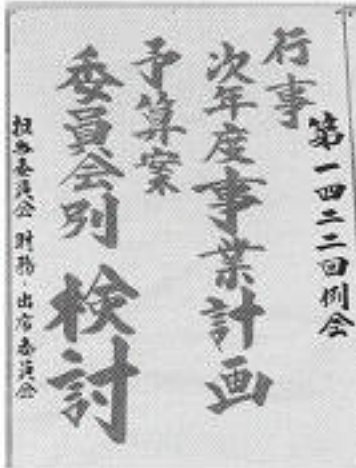 第一四二二回例会
行事
次年度事業計画
予算案
委員会別検討
担当委員会 財務・出席委員会